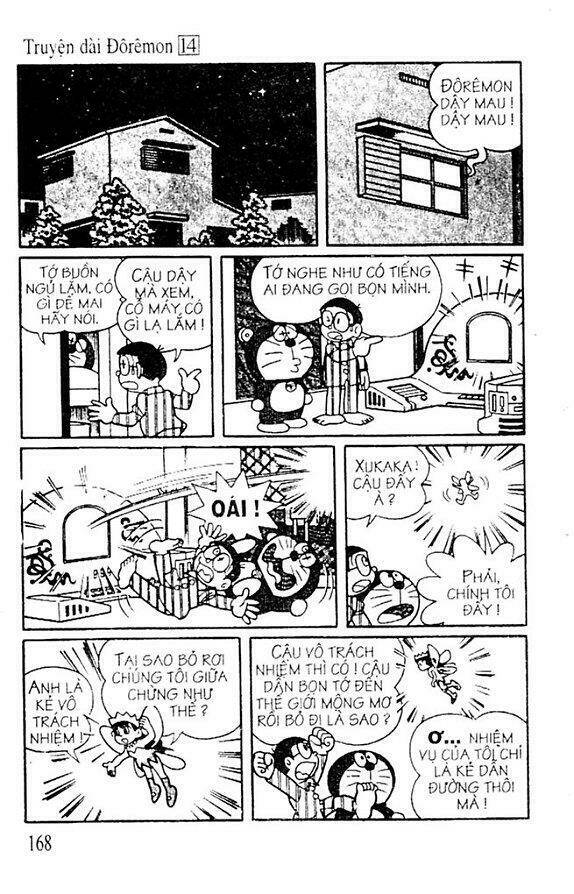 Truyện dài Đôrêmon 14
ĐÔRÊMON
DẬY MAU!
DẬY MAU!
TỚ BUỒN
NGỦ LẮM, CÓ
GÌ ĐỂ MAI
HÃY NÓI.
CẬU DẬY
MÀ XEM,
CỖ MÁY CÓ
GÌ LẠ LẮM!
TỚ NGHE NHƯ CÓ TIẾNG
AI ĐANG GỌI BỌN MÌNH.
OÁI!
XUKAKA!
CẬU ĐẤY
À?
PHẢI,
CHÍNH TÔI
ĐÂY!
TẠI SAO BỎ RƠI
CHÚNG TÔI GIỮA
CHỪNG NHƯ
THẾ?
ANH LÀ
KẺ VÔ
TRÁCH
NHIỆM!
CẬU VÔ TRÁCH
NHIỆM THÌ CÓ! CẬU
DẪN BỌN TỚ ĐẾN
THẾ GIỚI MỘNG MƠ
RỒI BỎ ĐI LÀ SAO?
Ơ... NHIỆM
VỤ CỦA TÔI CHỈ
LÀ KẺ DẪN
ĐƯỜNG THÔI
MÀ!
168